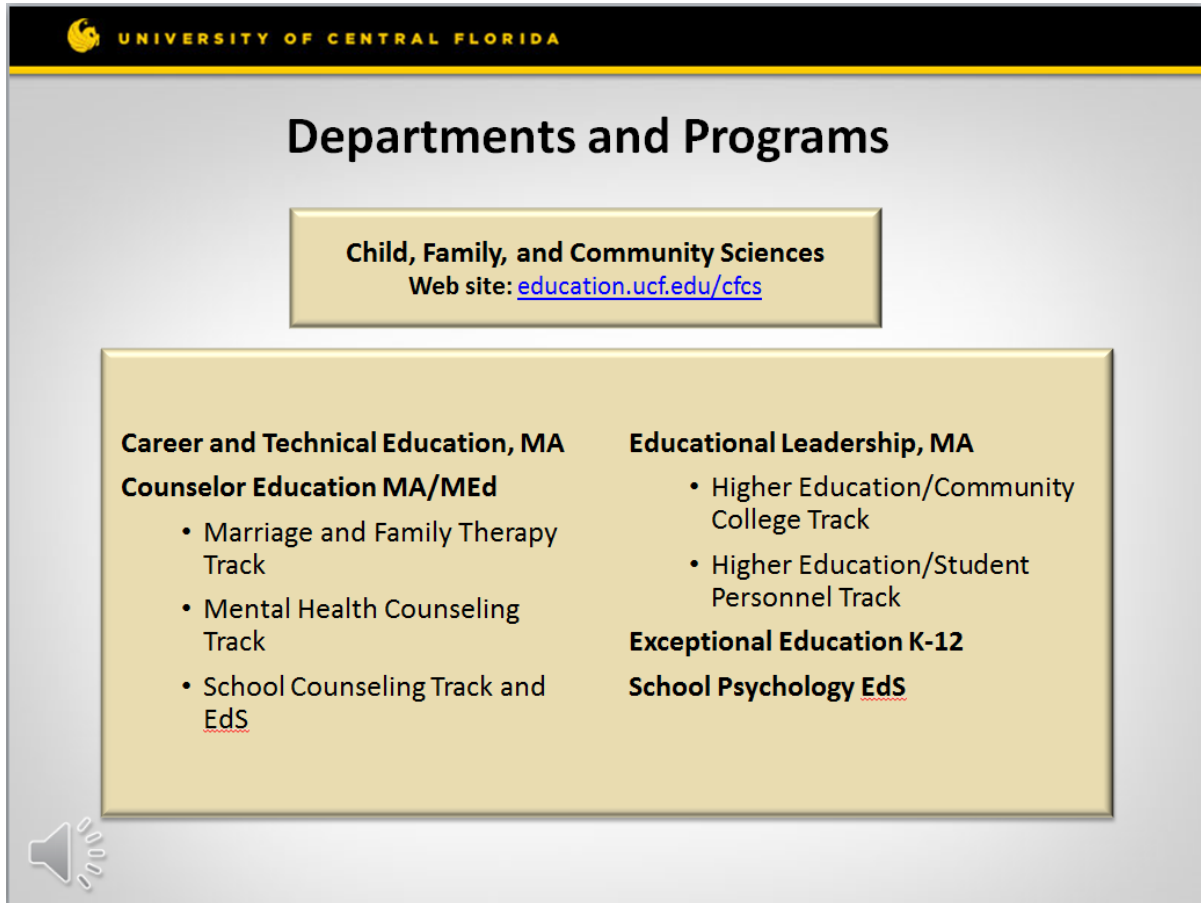 UNIVERSITY OF CENTRAL FLORIDA
Departments and Programs
Child, Family, and Community Sciences
Web site: education.ucf.edu/cfcs
Career and Technical Education, MA
Counselor Education MA/MEd
• Marriage and Family Therapy
Track
• Mental Health Counseling
Track
• School Counseling Track and
EdS
Educational Leadership, MA
• Higher Education/Community
College Track
• Higher Education/Student
Personnel Track
Exceptional Education K-12
School Psychology EdS